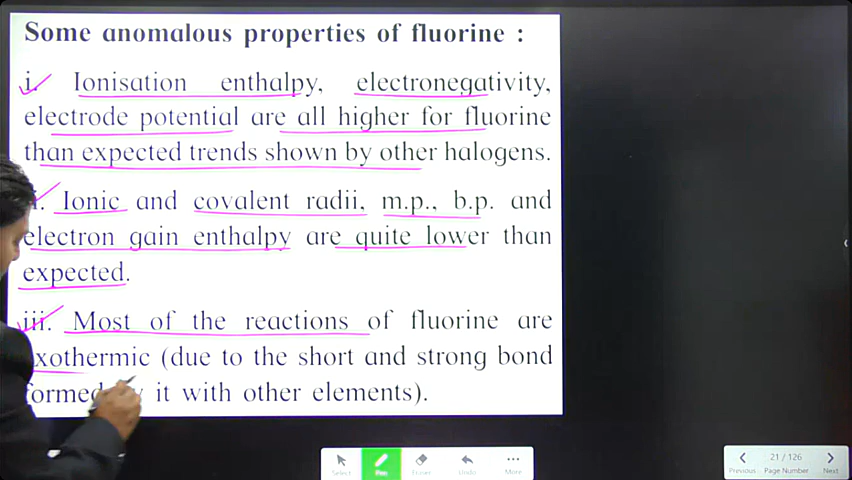 Some anomalous properties of fluorine :
i. Ionisation enthalpy, electronegativity,
electrode potential are all higher for fluorine
than expected trends shown by other halogens.
Ionic and covalent radii, m.p., b.p. and
electron gain enthalpy are quite lower than
expected.
iii. Most of the reactions of fluorine are
xothermic (due to the short and strong bond
formed it with other elements).
Select
Pen
Eraser
Undo
More
21 / 126
Previous Page Number Next